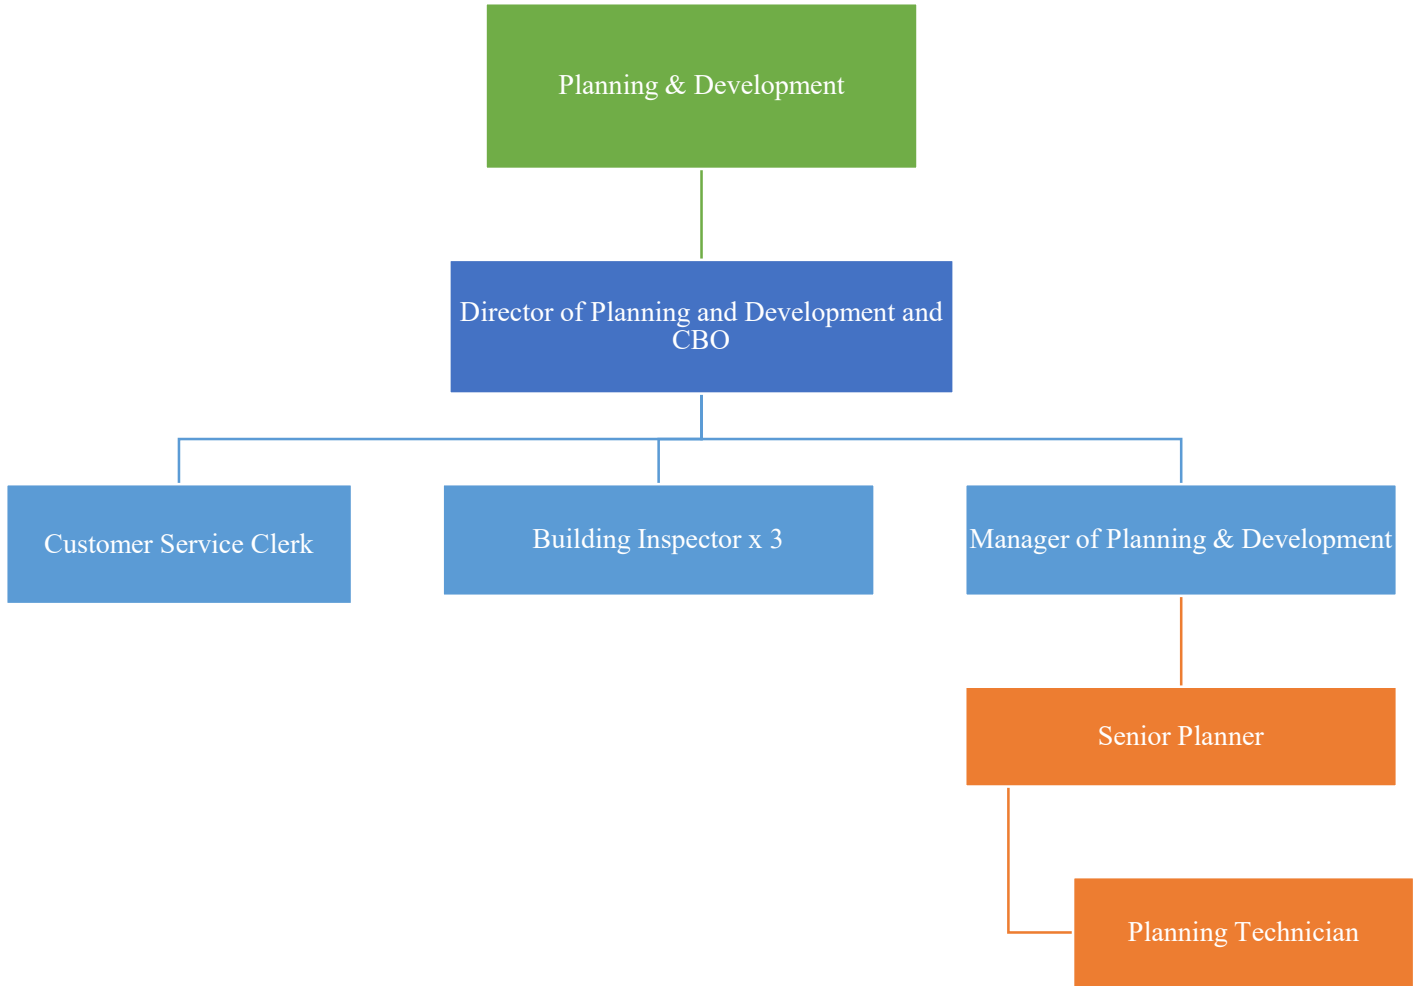 Planning & Development
Director of Planning and Development and
CBO
Customer Service Clerk
Building Inspector x 3
Manager of Planning & Development
Senior Planner
Planning Technician